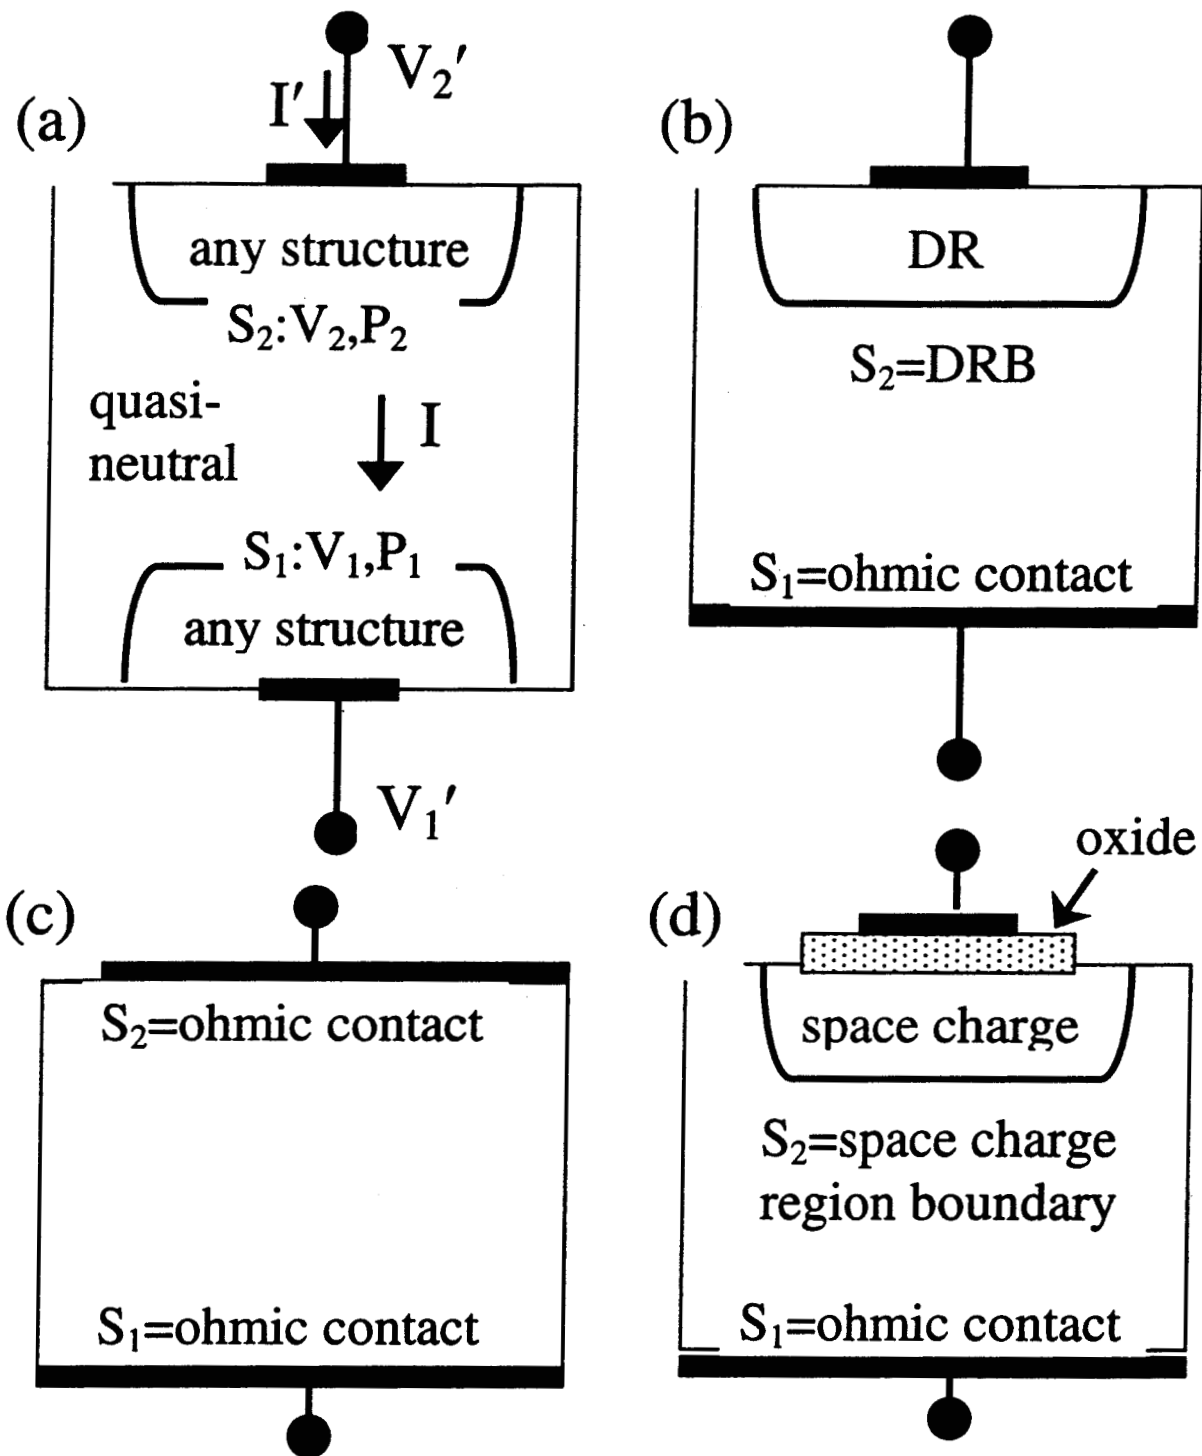 (a)
V₂′
I′
any structure
S₂:V₂,P₂
quasi-
neutral
I
S₁:V₁,P₁
any structure
V₁′
(b)
DR
S₂=DRB
S₁=ohmic contact
(c)
S₂=ohmic contact
S₁=ohmic contact
(d)
oxide
space charge
S₂=space charge
region boundary
S₁=ohmic contact